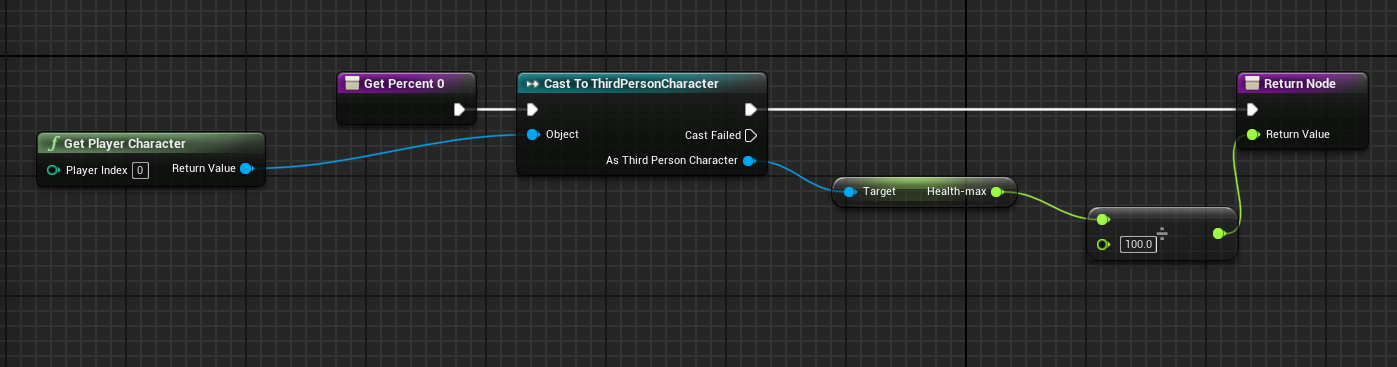 Get Percent 0
Cast To ThirdPersonCharacter
Return Node
Object
Cast Failed
Return Value
f Get Player Character
As Third Person Character
Player Index 0
Return Value
Target
Health-max
÷
100.0